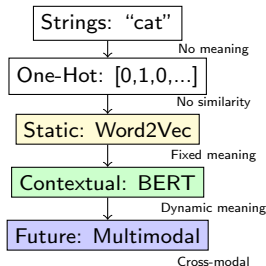 Strings: “cat”
No meaning
One-Hot: [0,1,0,...]
No similarity
Static: Word2Vec
Fixed meaning
Contextual: BERT
Dynamic meaning
Future: Multimodal
Cross-modal